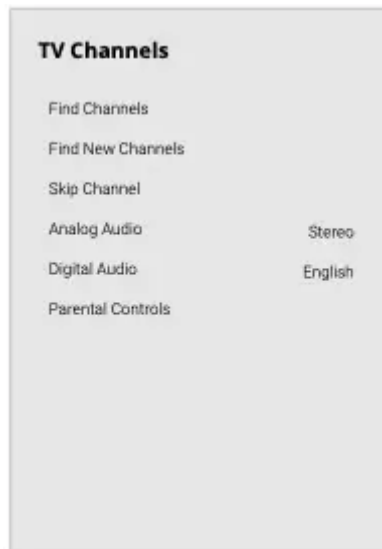 TV Channels
Find Channels
Find New Channels
Skip Channel
Analog Audio Stereo
Digital Audio English
Parental Controls